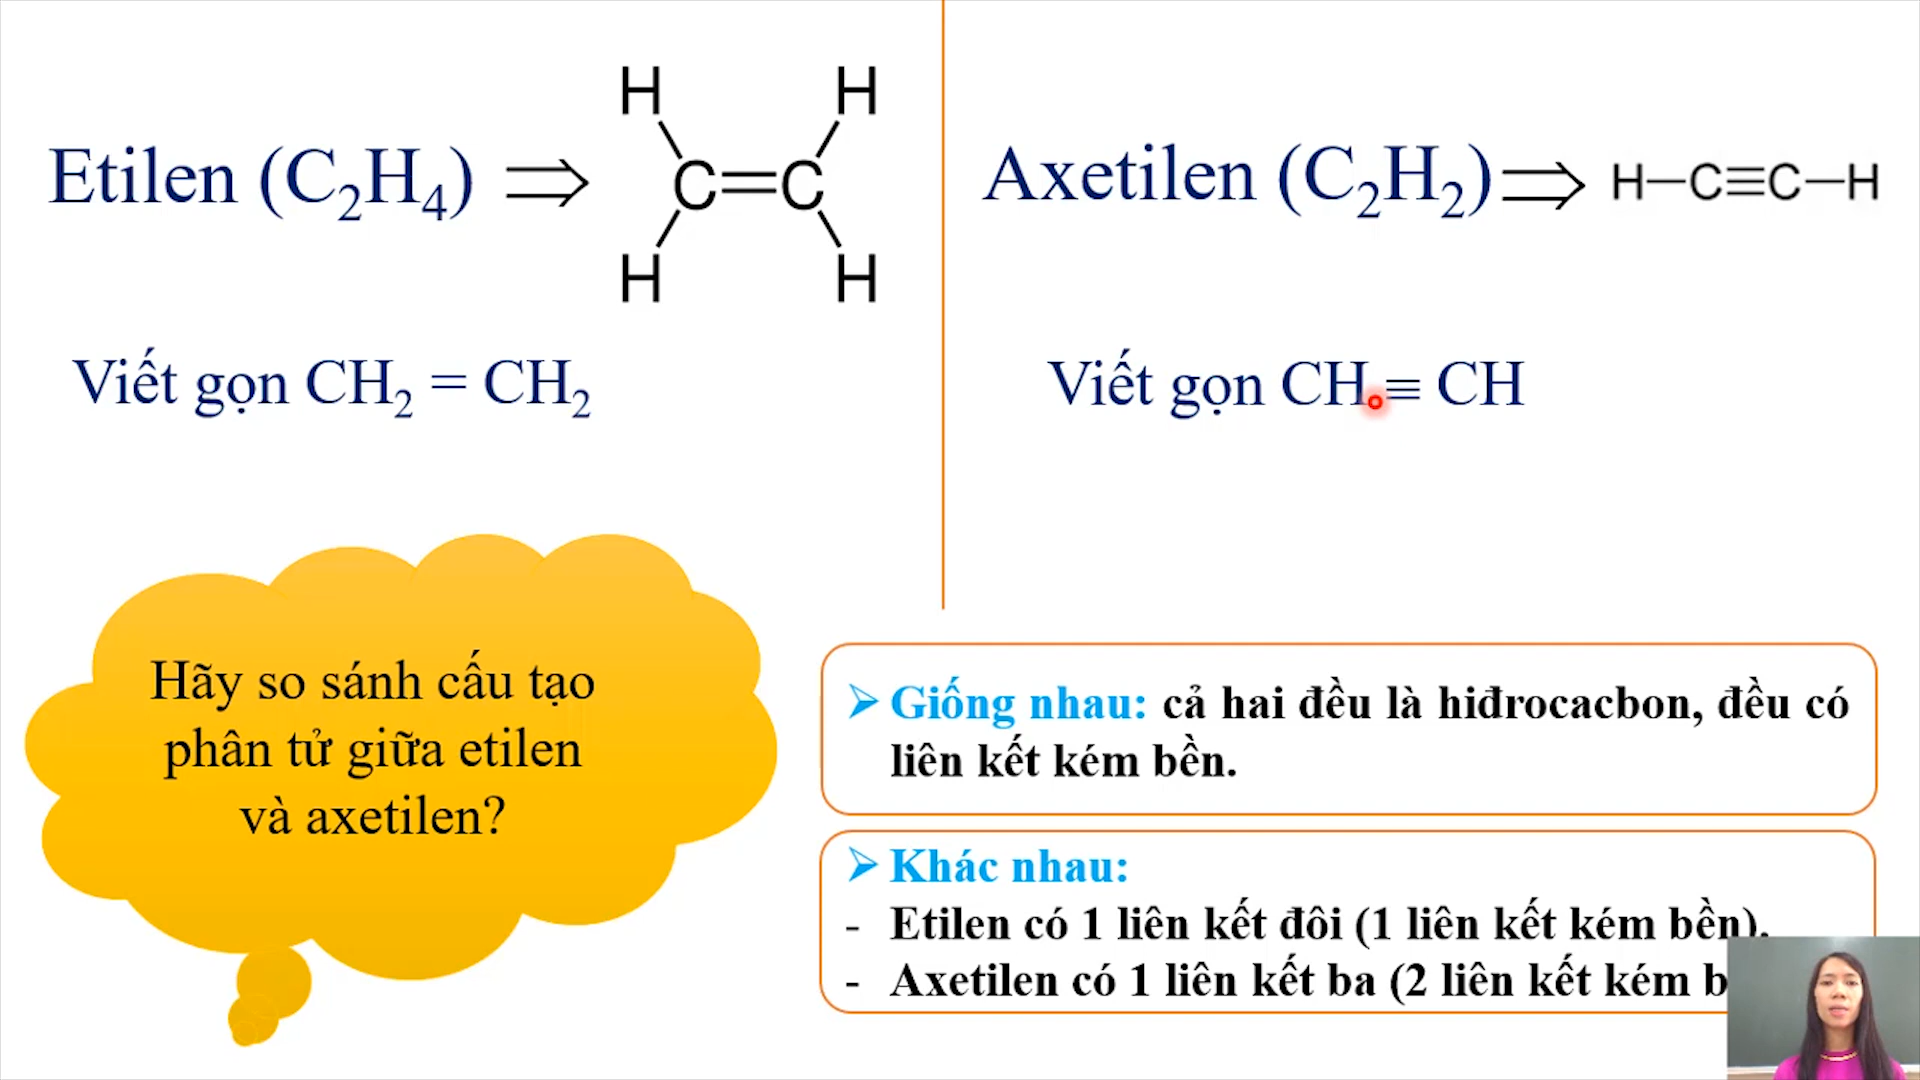 Etilen (C₂H₄) ⇒
H H
C=C
H H
Viết gọn CH₂ = CH₂
Axetilen (C₂H₂) ⇒ H–C≡C–H
Viết gọn CH ≡ CH
Hãy so sánh cấu tạo
phân tử giữa etilen
và axetilen?
➢ Giống nhau: cả hai đều là hiđrocacbon, đều có
liên kết kém bền.
➢ Khác nhau:
- Etilen có 1 liên kết đôi (1 liên kết kém bền).
- Axetilen có 1 liên kết ba (2 liên kết kém